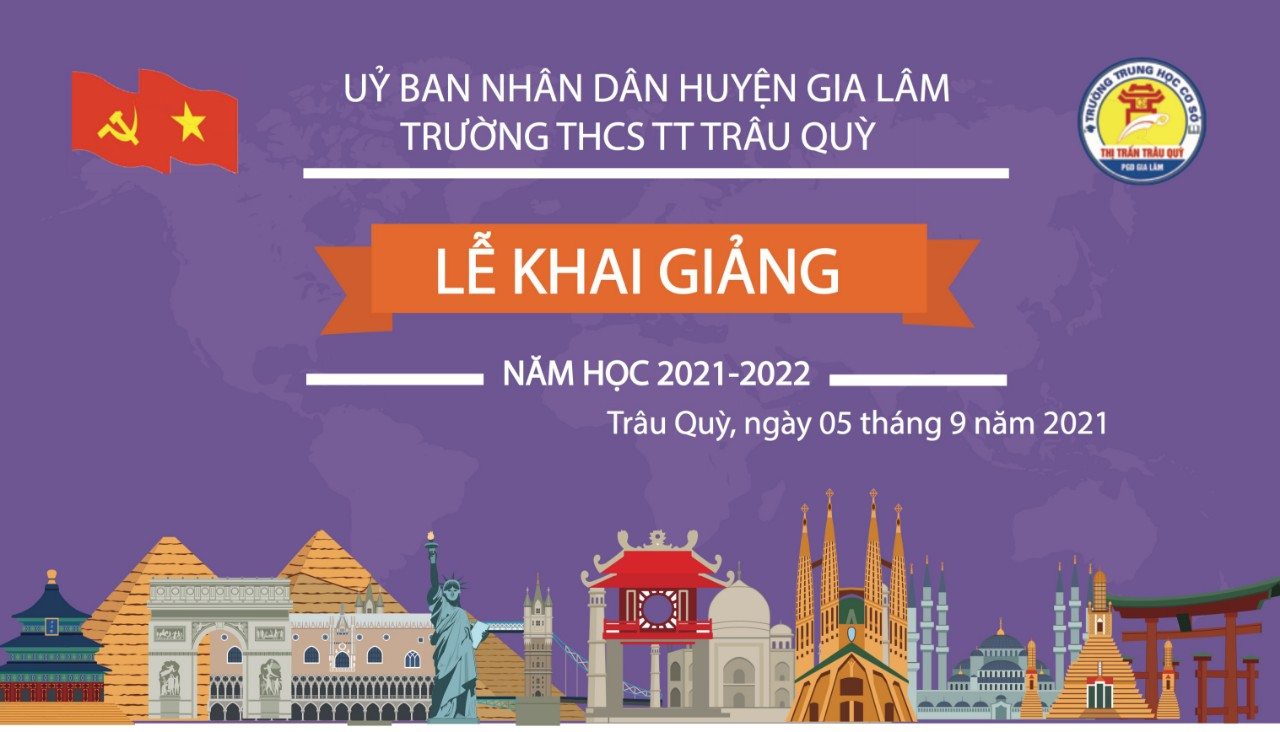 UỶ BAN NHÂN DÂN HUYỆN GIA LÂM
TRƯỜNG THCS TT TRÂU QUỲ
TRƯỜNG TRUNG HỌC CƠ SỞ
THỊ TRẤN TRÂU QUỲ
PGD GIA LÂM
LỄ KHAI GIẢNG
NĂM HỌC 2021-2022
Trâu Quỳ, ngày 05 tháng 9 năm 2021